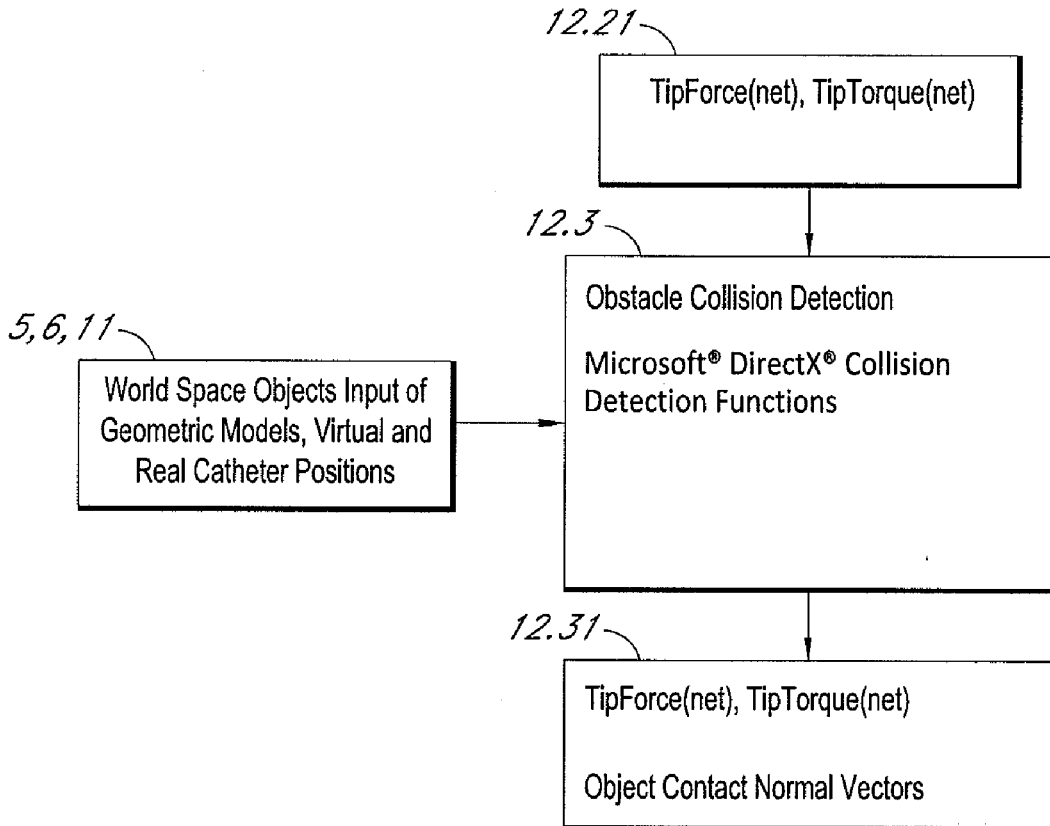 12.21
TipForce(net), TipTorque(net)
12.3
Obstacle Collision Detection
Microsoft® DirectX® Collision
Detection Functions
5,6,11
World Space Objects Input of
Geometric Models, Virtual and
Real Catheter Positions
12.31
TipForce(net), TipTorque(net)
Object Contact Normal Vectors